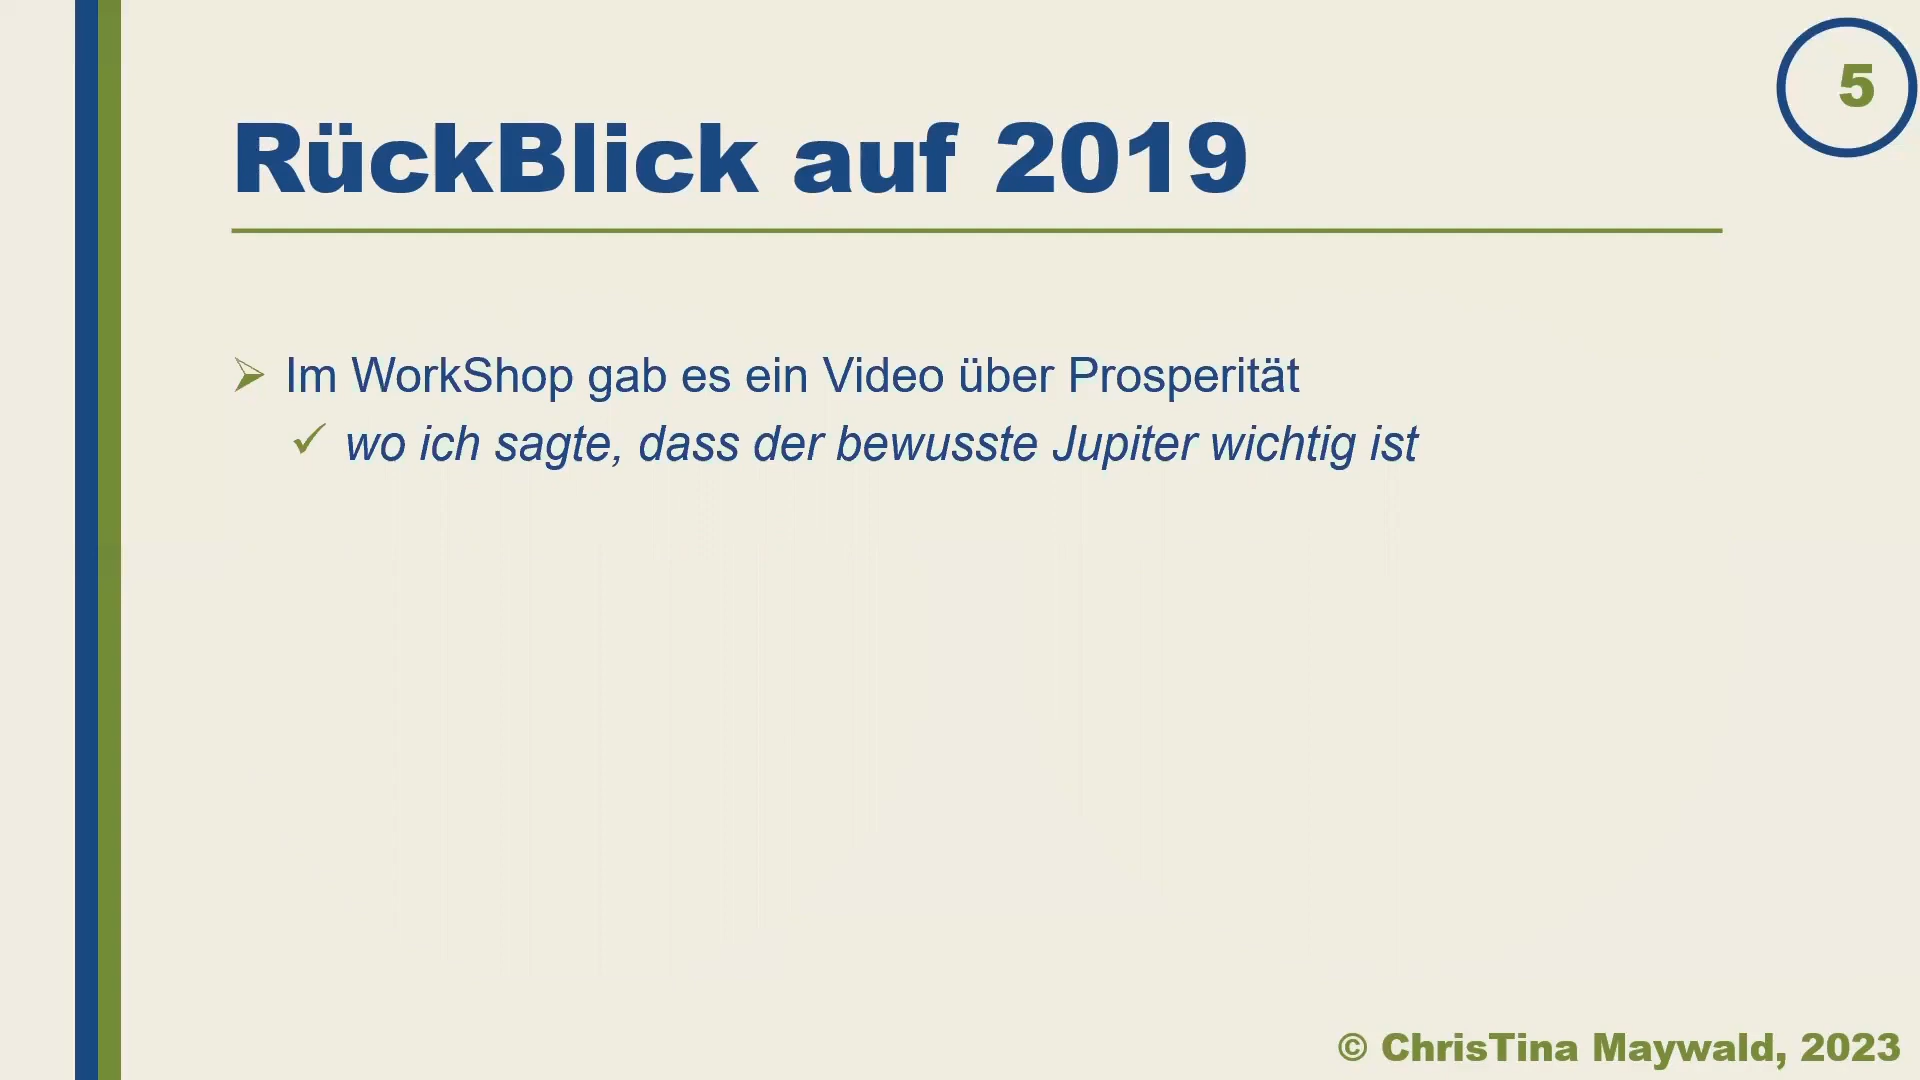 5
RückBlick auf 2019
Im WorkShop gab es ein Video über Prosperität
wo ich sagte, dass der bewusste Jupiter wichtig ist
© ChrisTina Maywald, 2023